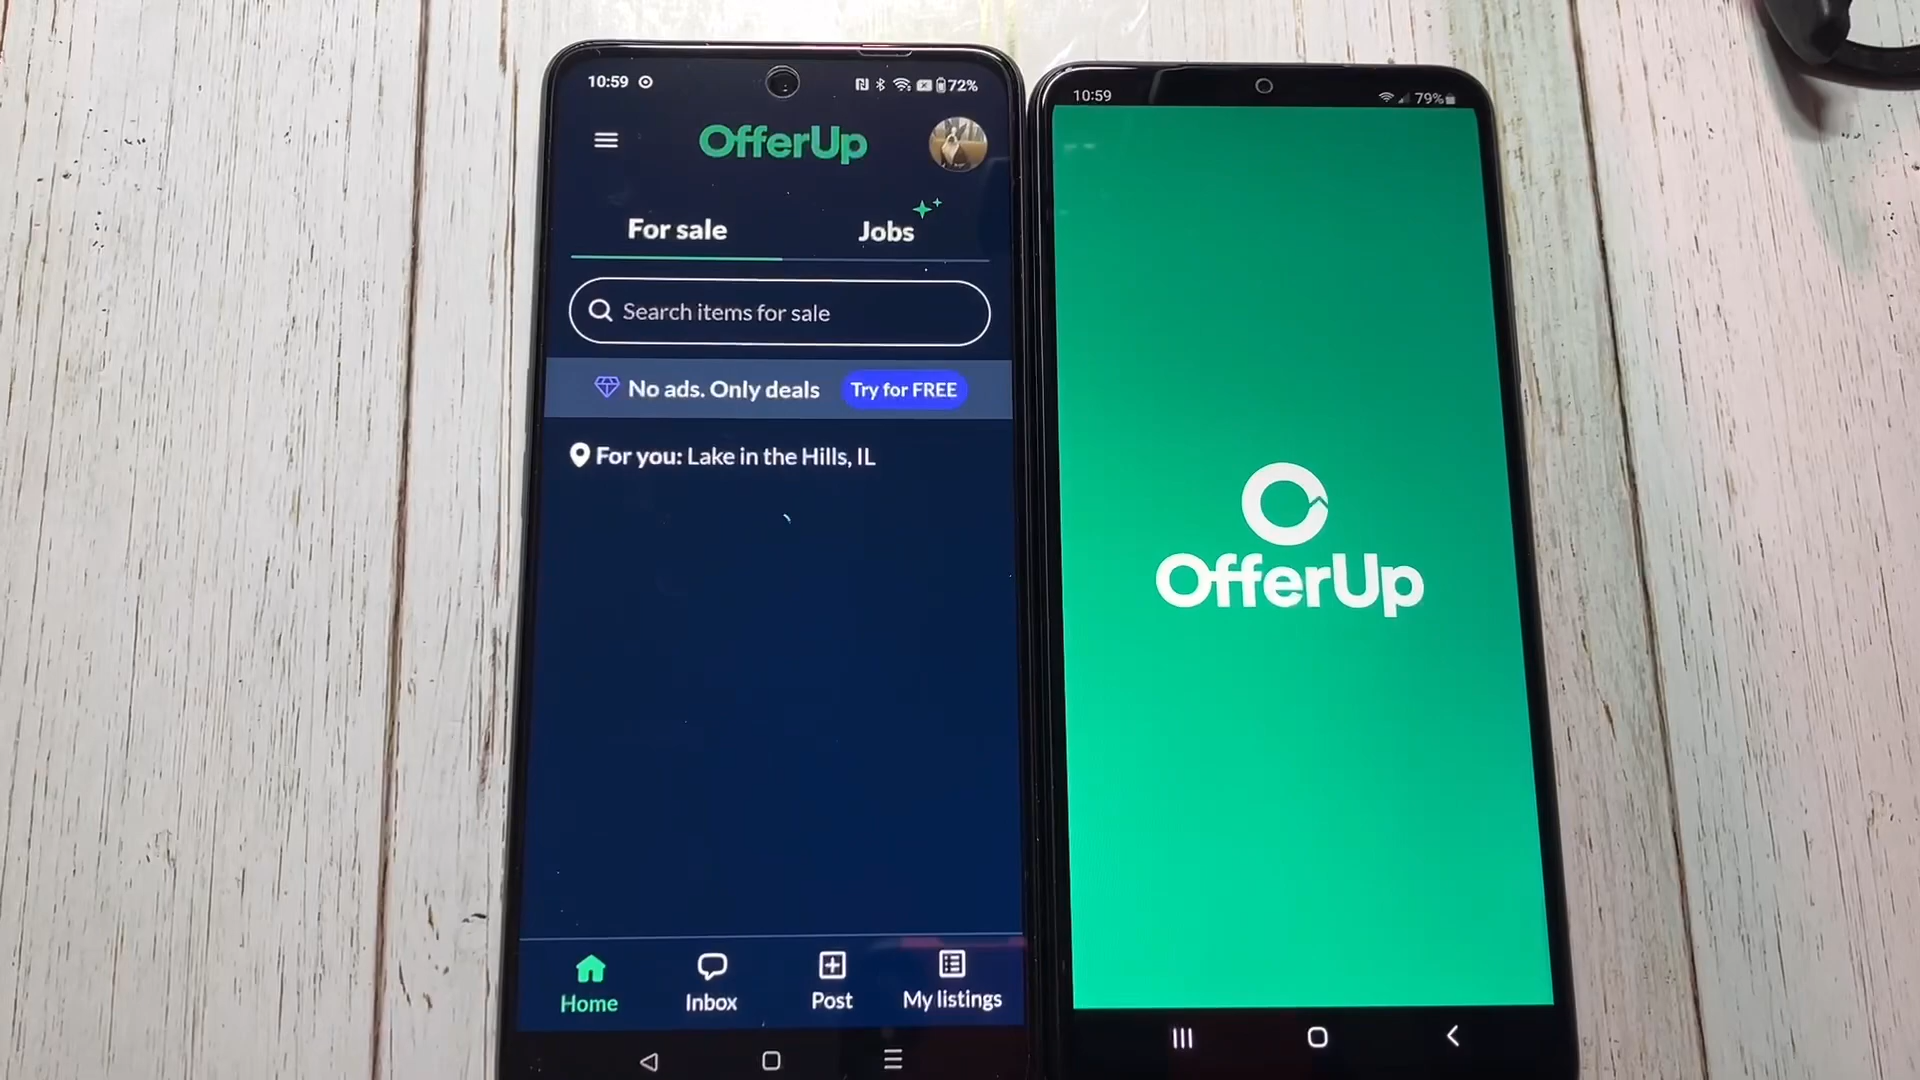 10:59
72%
OfferUp
For sale
Jobs
Search items for sale
No ads. Only deals
Try for FREE
For you: Lake in the Hills, IL
Home
Inbox
Post
My listings
10:59
79%
OfferUp